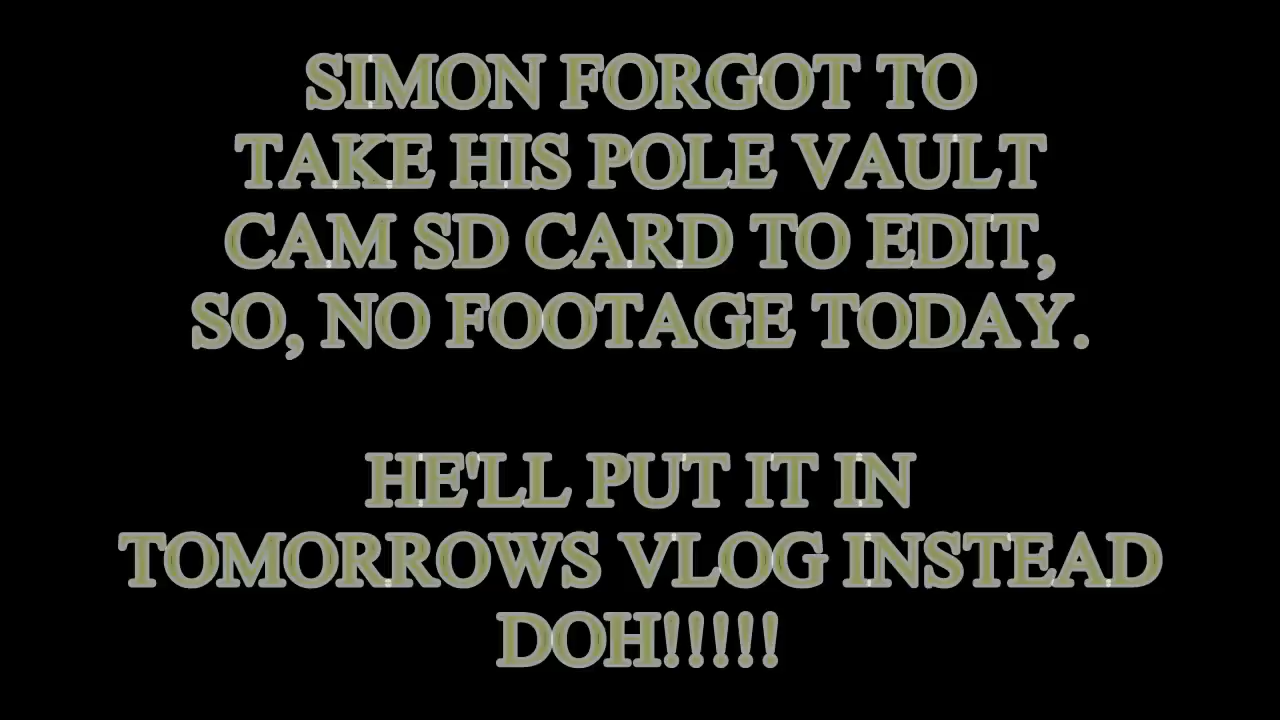 SIMON FORGOT TO
TAKE HIS POLE VAULT
CAM SD CARD TO EDIT,
SO, NO FOOTAGE TODAY.
HE'LL PUT IT IN
TOMORROWS VLOG INSTEAD
DOH!!!!!